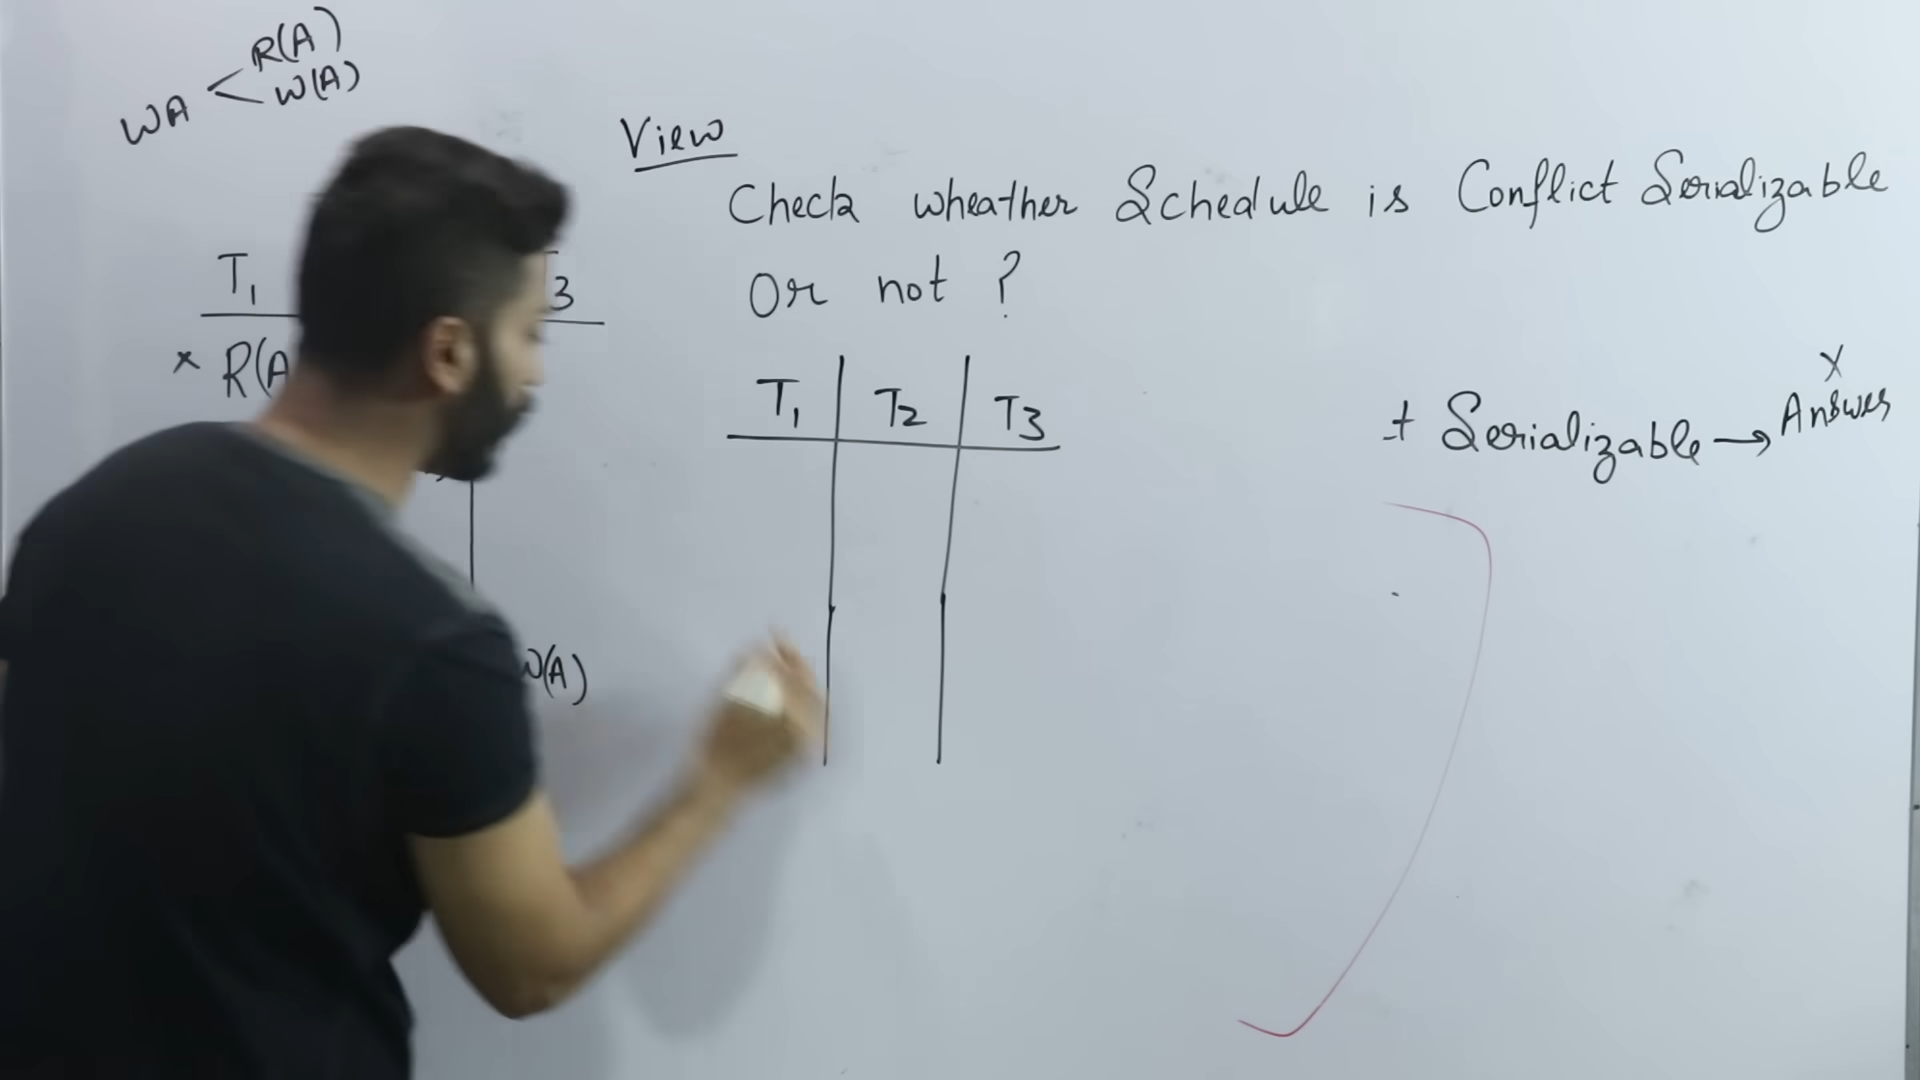 R(A)
WA < W(A)
View
Check wheather Schedule is Conflict Serializable
Or not ?
T1 3
x R(A
T1 T2 T3
x
t Serializable → Answer
W(A)